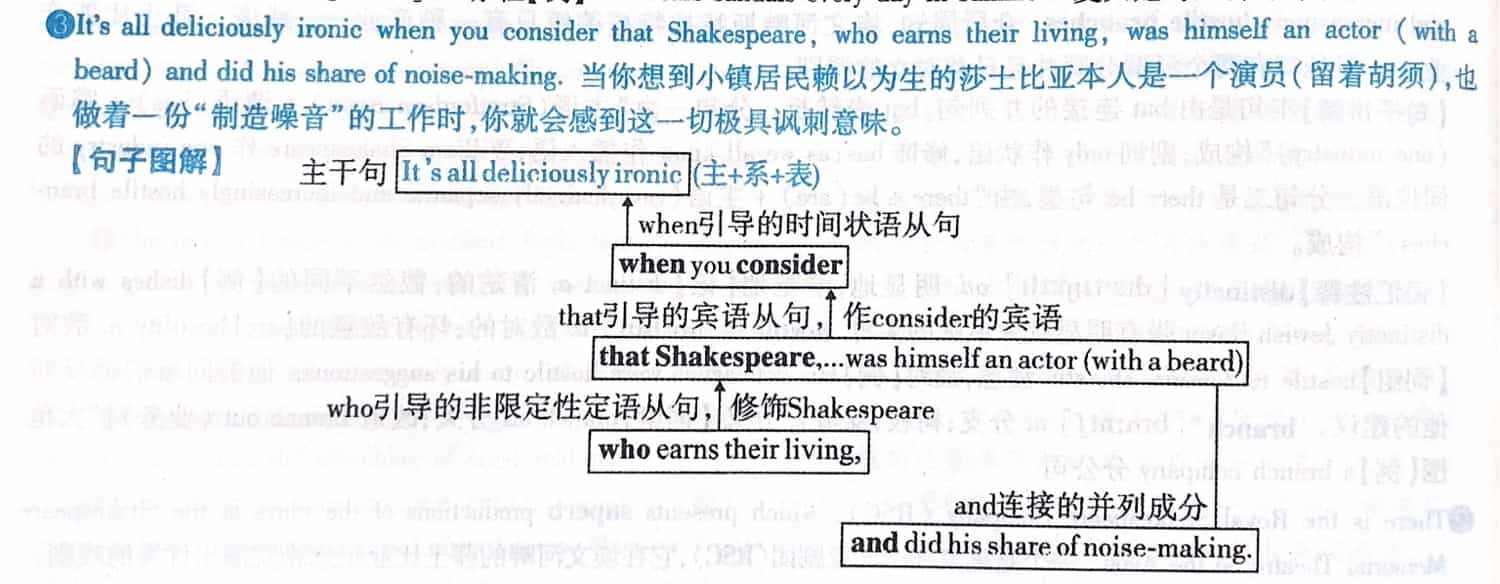 ③It's all deliciously ironic when you consider that Shakespeare, who earns their living, was himself an actor (with a
beard) and did his share of noise-making. 当你想到小镇居民赖以为生的莎士比亚本人是一个演员(留着胡须),也
做着一份“制造噪音”的工作时,你就会感到这一切极具讽刺意味。
【句子图解】
主干句 It's all deliciously ironic (主+系+表)
when引导的时间状语从句
when you consider
that引导的宾语从句，作consider的宾语
that Shakespeare,...was himself an actor (with a beard)
who引导的非限定性定语从句，修饰Shakespeare
who earns their living,
and连接的并列成分
and did his share of noise-making.